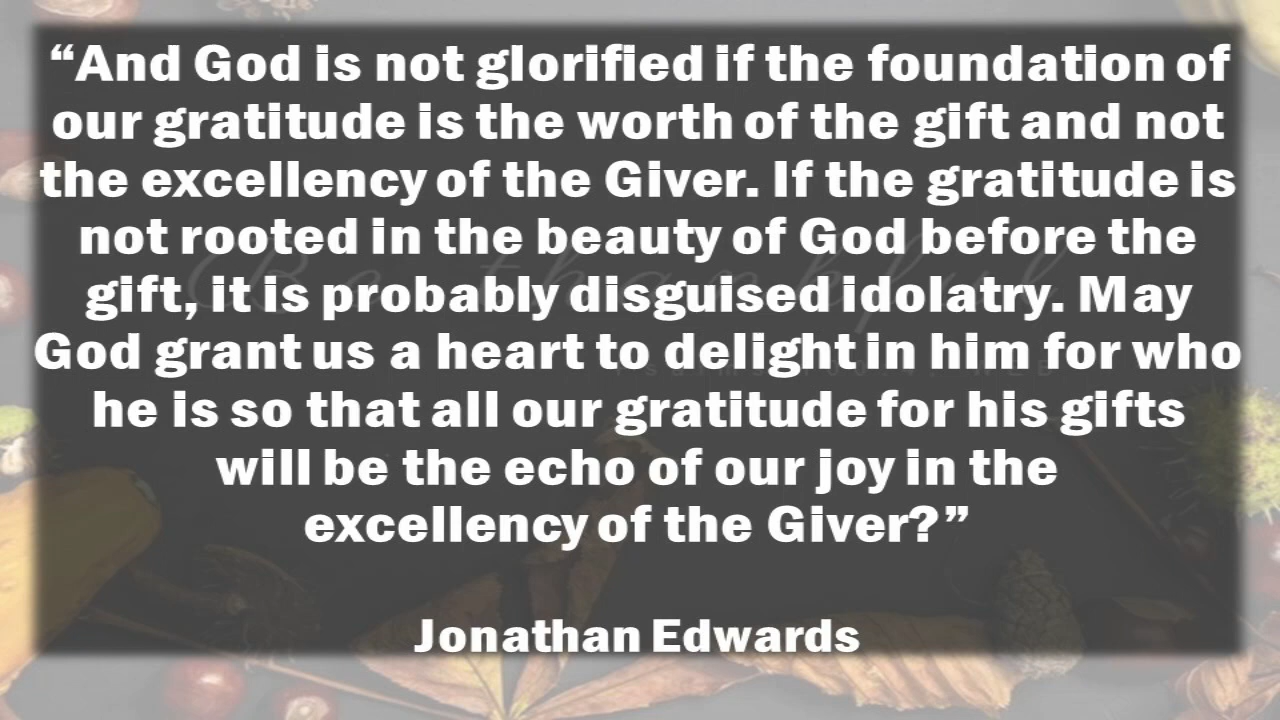 “And God is not glorified if the foundation of
our gratitude is the worth of the gift and not
the excellency of the Giver. If the gratitude is
not rooted in the beauty of God before the
gift, it is probably disguised idolatry. May
God grant us a heart to delight in him for who
he is so that all our gratitude for his gifts
will be the echo of our joy in the
excellency of the Giver?”
Jonathan Edwards
Be thankful